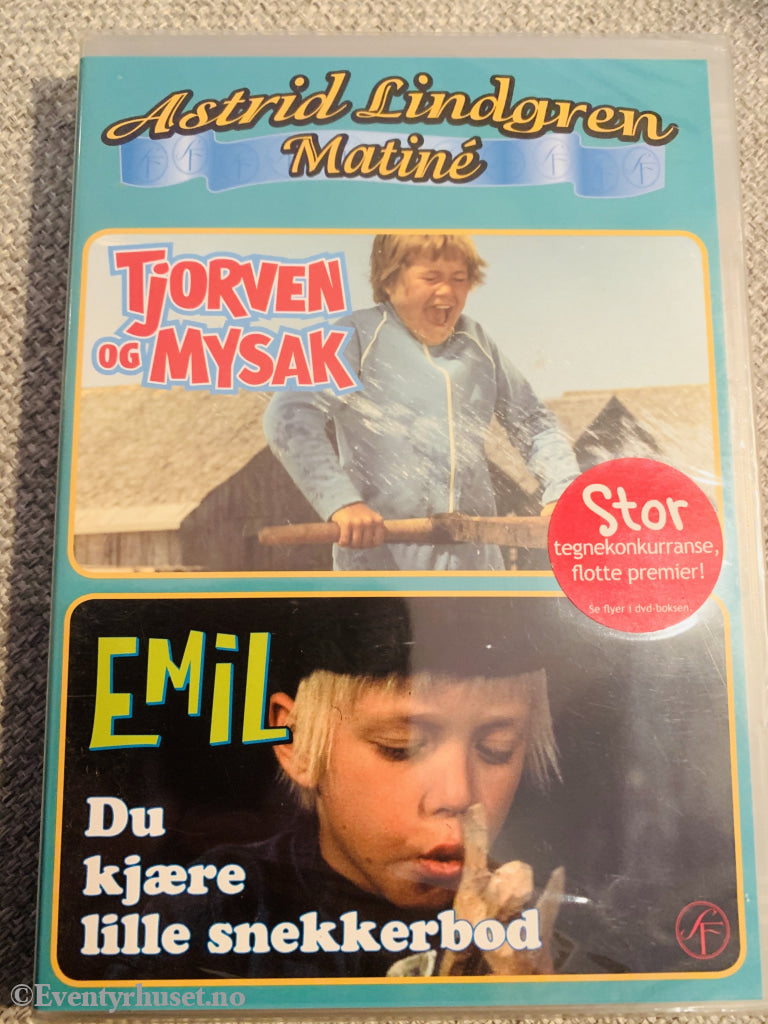 Astrid Lindgren
Matiné
TJORVEN
OG MYSAK
Stor
tegnekonkurranse,
flotte premier!
Se flyer i dvd-boksen.
EMIL
Du
kjære
lille snekkerbod
SF
©Eventyrhuset.no